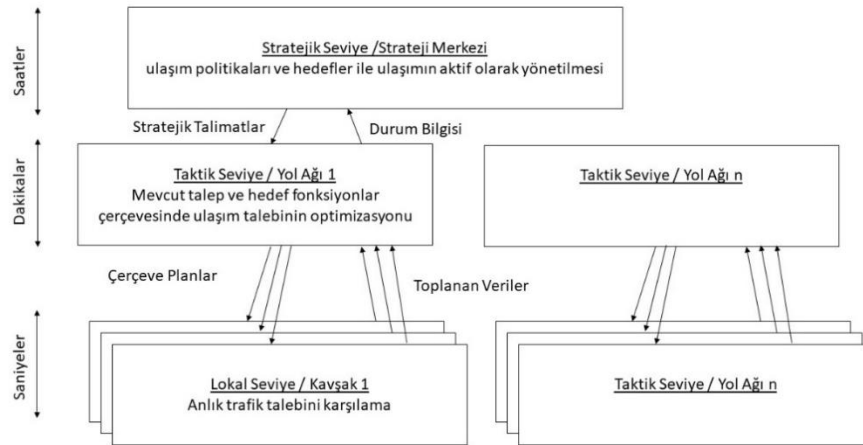 Saatler
Stratejik Seviye /Strateji Merkezi
ulaşım politikaları ve hedefler ile ulaşımın aktif olarak yönetilmesi
Stratejik Talimatlar
Durum Bilgisi
Dakikalar
Taktik Seviye / Yol Ağı 1
Mevcut talep ve hedef fonksiyonlar
çerçevesinde ulaşım talebinin optimizasyonu
Taktik Seviye / Yol Ağı n
Çerçeve Planlar
Toplanan Veriler
Saniyeler
Lokal Seviye / Kavşak 1
Anlık trafik talebini karşılama
Taktik Seviye / Yol Ağı n